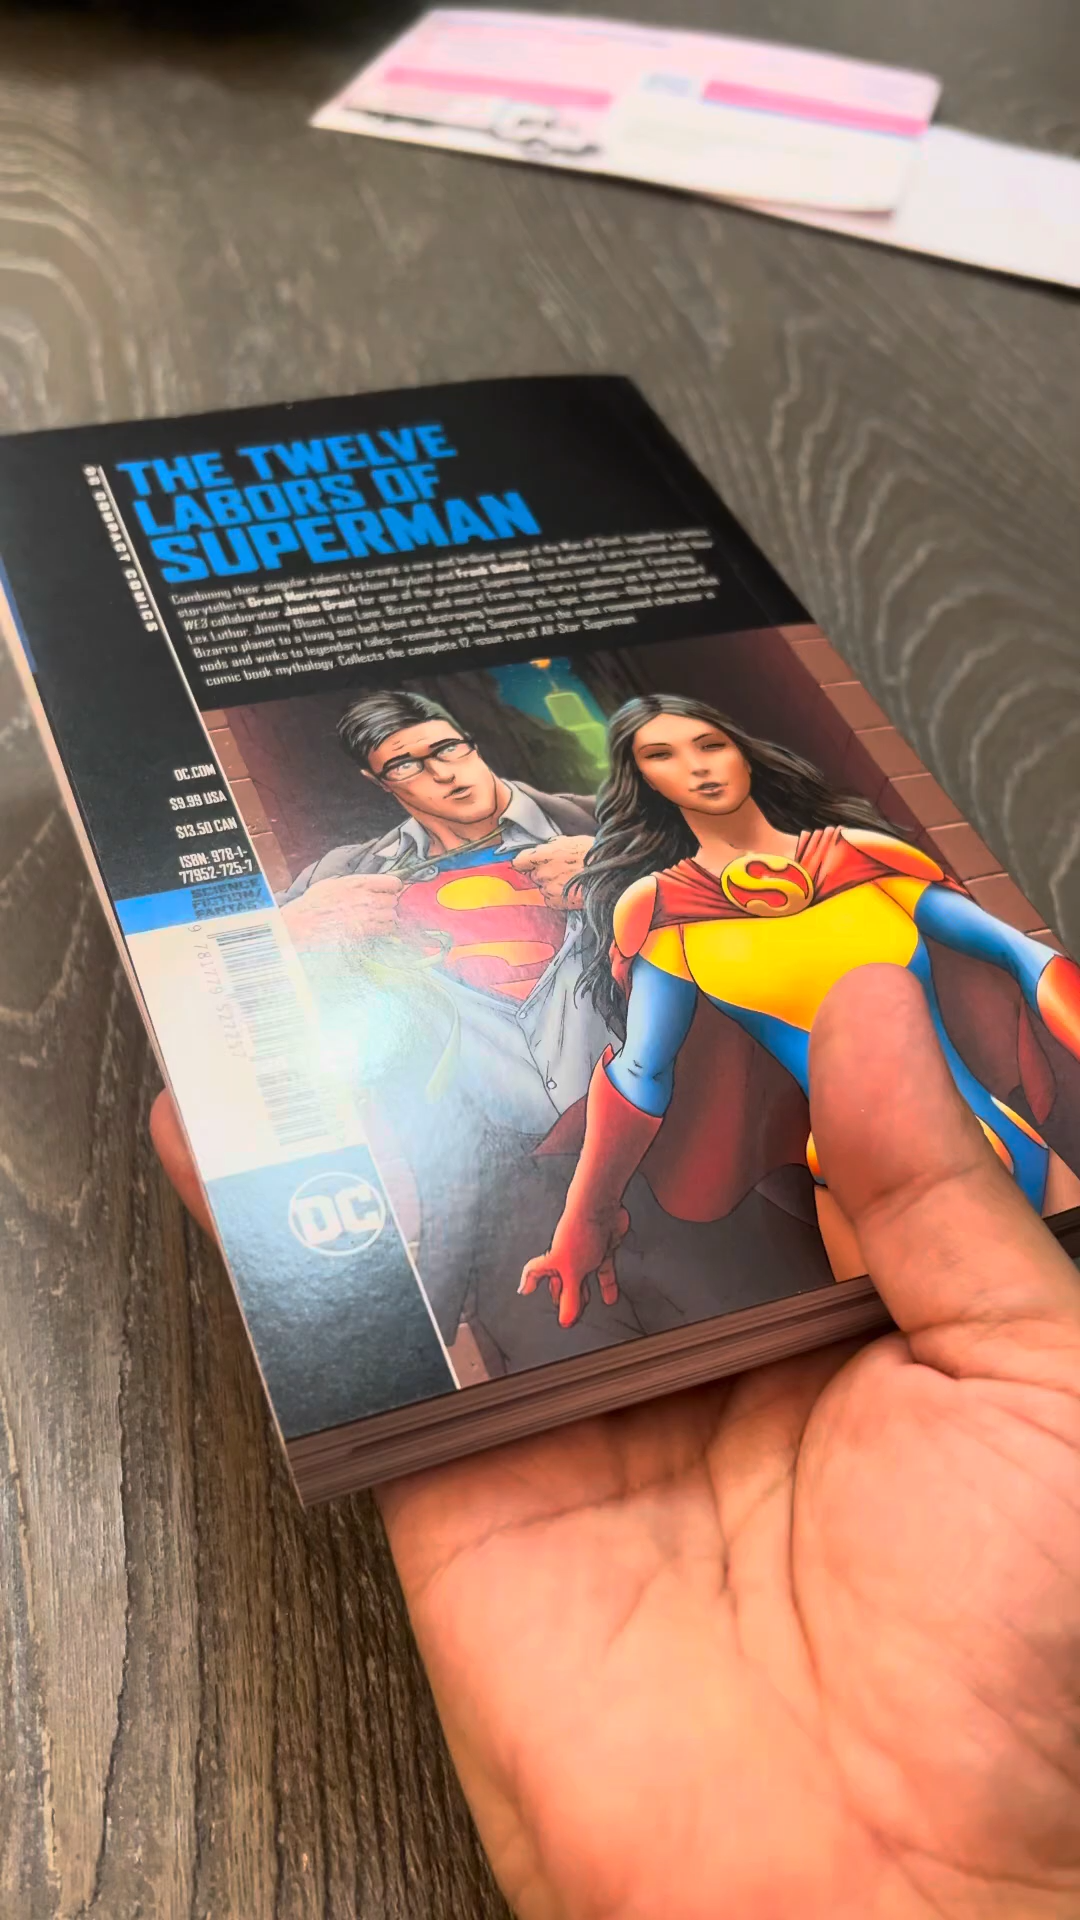 THE TWELVE
LABORS OF
SUPERMAN
DC COMPACT COMICS
Combining their singular talents to create a new and brilliant version of the Man of Steel, legendary comics
storytellers Grant Morrison (Arkham Asylum) and Frank Quitely (The Authority) are reunited with their
WE3 collaborator Jamie Grant for one of the greatest Superman stories ever imagined. Featuring
Lex Luthor, Jimmy Olsen, Lois Lane, Bizarro, and more! From topsy-turvy madness on the backward
Bizarro planet to a living sun hell-bent on destroying humanity, this epic volume—filled with heartfelt
nods and winks to legendary tales—reminds us why Superman is the most renowned character in
comic book mythology. Collects the complete 12-issue run of All-Star Superman.
DC.COM
$9.99 USA
$13.50 CAN
ISBN: 978-1-
77952-725-7
SCIENCE
FICTION/
FANTASY
9 781779 527257
DC